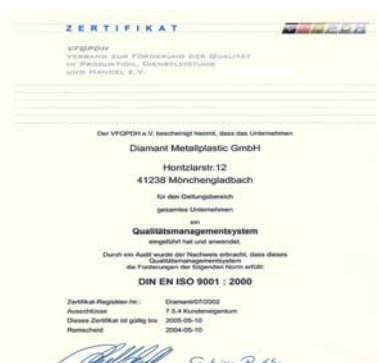 ZERTIFIKAT
VFQPDH
VERBAND ZUR FÖRDERUNG DER QUALITÄT
IN PRODUKTION, DIENSTLEISTUNG
UND HANDEL E.V.
Der VFQPDH e.V. bescheinigt hiermit, dass das Unternehmen
Diamant Metallplastic GmbH
Hontzlarstr.12
41238 Mönchengladbach
für den Geltungsbereich
gesamtes Unternehmen
ein
Qualitätsmanagementsystem
eingeführt hat und anwendet.
Durch ein Audit wurde der Nachweis erbracht, dass dieses
Qualitätsmanagementsystem
die Forderungen der folgenden Norm erfüllt:
DIN EN ISO 9001 : 2000
Zertifikat-Register-Nr.: Diamant/07/2002
Ausschlüsse 7.5.4 Kundeneigentum
Dieses Zertifikat ist gültig bis 2005-05-10
Remscheid 2004-05-10